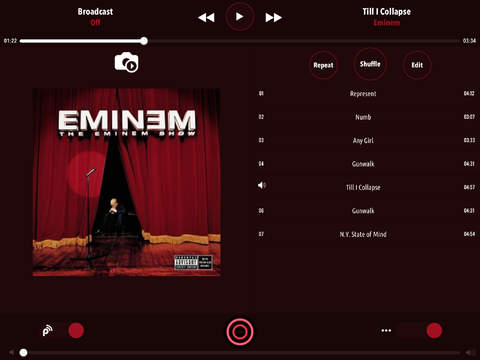 Broadcast
Off
Till I Collapse
Eminem
01:22
03:34
Repeat
Shuffle
Edit
EMINEM
THE EMINEM SHOW
PARENTAL
ADVISORY
EXPLICIT CONTENT
01 Represent 04:12
02 Numb 03:07
03 Any Girl 03:33
04 Gunwalk 04:31
Till I Collapse 04:57
06 Gunwalk 04:31
07 N.Y. State of Mind 04:54